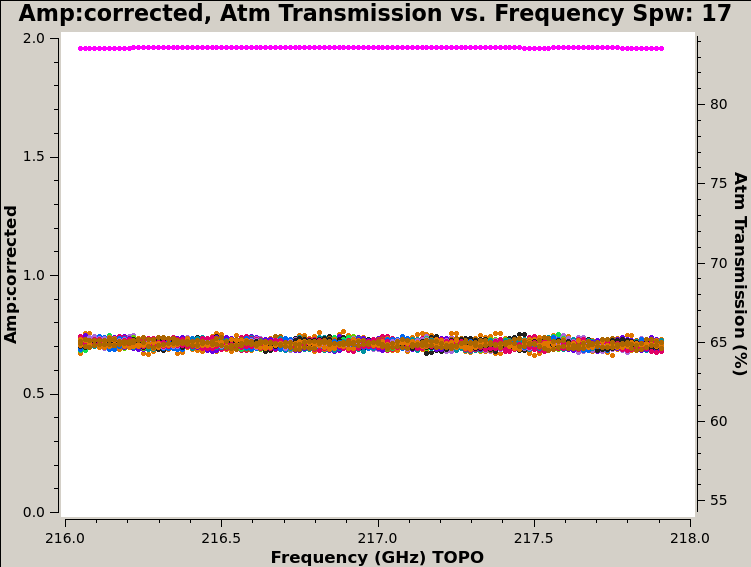 Amp:corrected, Atm Transmission vs. Frequency Spw: 17
2.0
1.5
1.0
0.5
0.0
Amp:corrected
80
75
70
65
60
55
Atm Transmission (%)
216.0 216.5 217.0 217.5 218.0
Frequency (GHz) TOPO